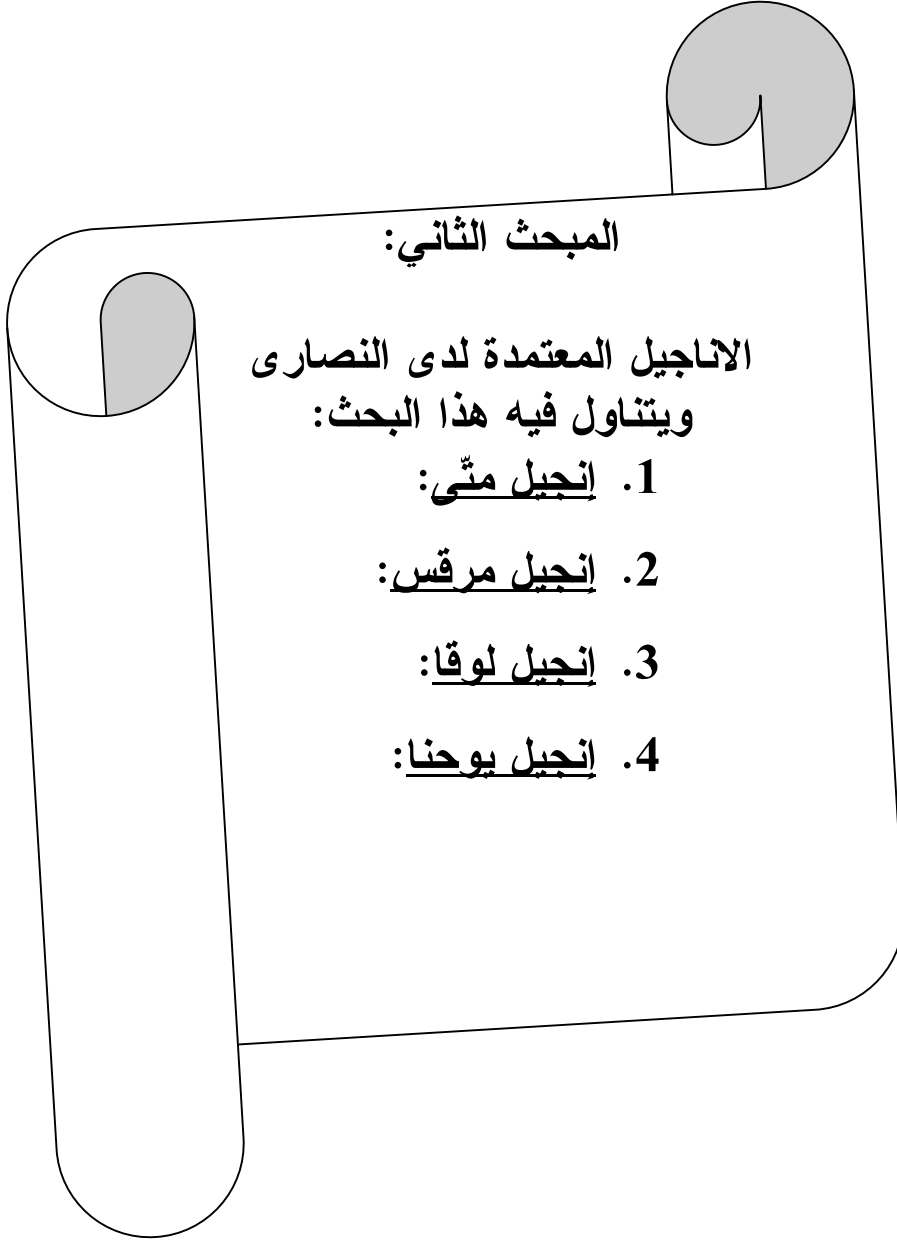 المبحث الثاني:
الاناجيل المعتمدة لدى النصارى
ويتناول فيه هذا البحث:
1. إنجيل متّى:
2. إنجيل مرقس:
3. إنجيل لوقا:
4. إنجيل يوحنا: